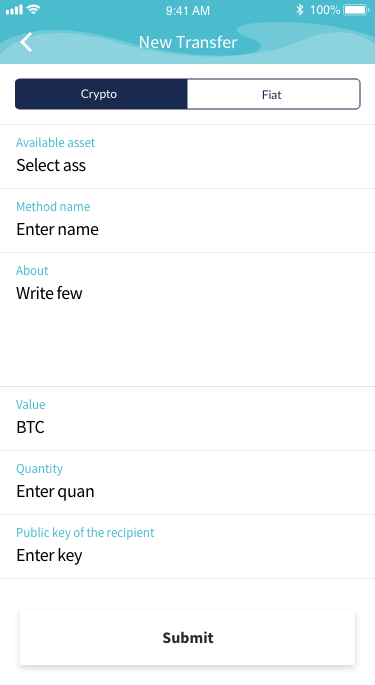 9:41 AM 100%
New Transfer
Crypto Fiat
Available asset
Select ass
Method name
Enter name
About
Write few
Value
BTC
Quantity
Enter quan
Public key of the recipient
Enter key
Submit